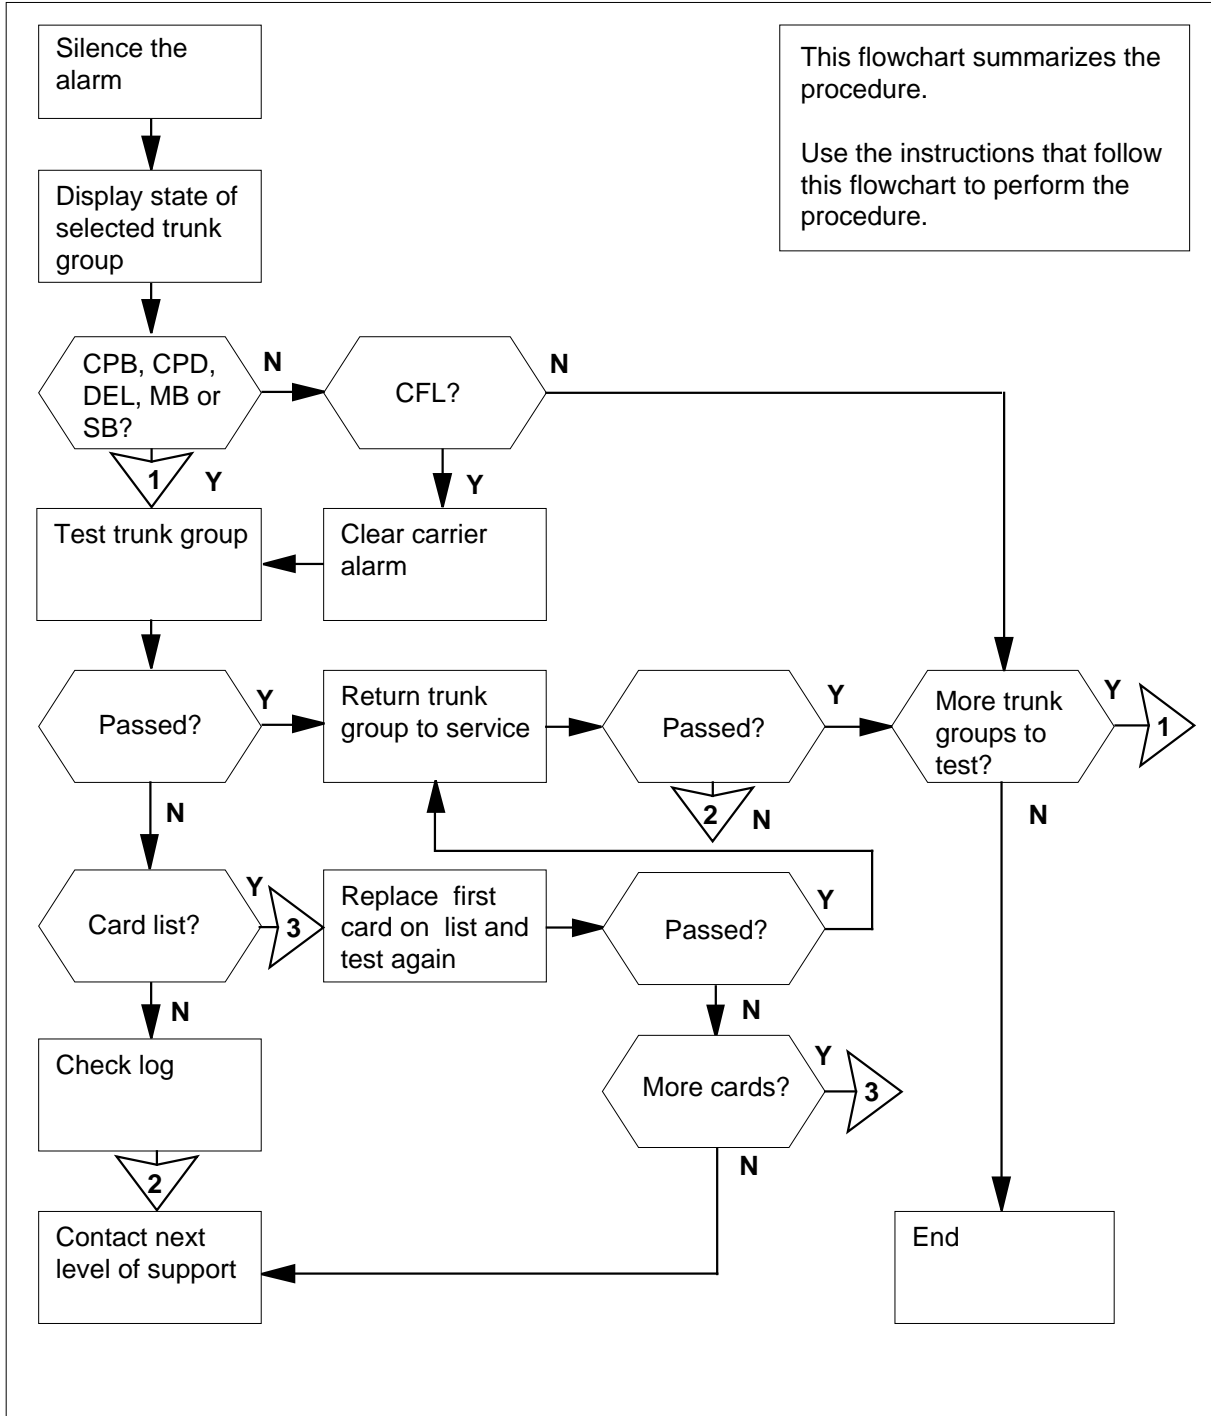 Silence the
alarm
This flowchart summarizes the
procedure.
Use the instructions that follow
this flowchart to perform the
procedure.
Display state of
selected trunk
group
CPB, CPD,
DEL, MB or
SB?
N
CFL?
N
1
Y
Y
Test trunk group
Clear carrier
alarm
Passed?
Y
Return trunk
group to service
Passed?
Y
More trunk
groups to
test?
Y
1
N
2
N
N
Card list?
Y
3
Replace first
card on list and
test again
Passed?
Y
N
N
Check log
More cards?
Y
3
N
2
Contact next
level of support
End